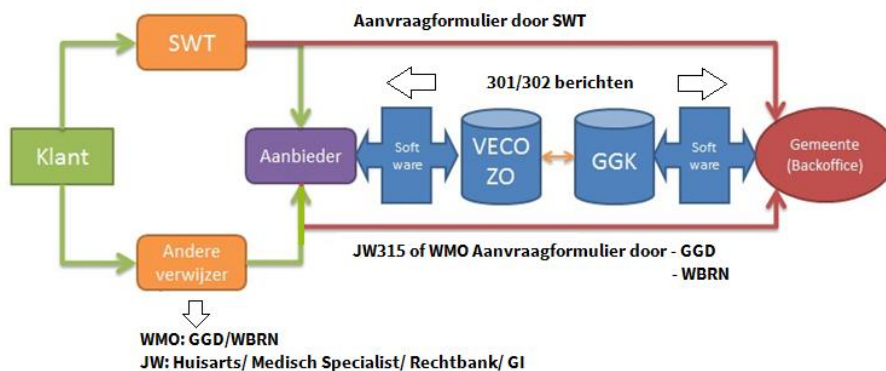 Aanvraagformulier door SWT
SWT
301/302 berichten
Klant
Aanbieder
Soft
ware
VECO
ZO
GGK
Soft
ware
Gemeente
(Backoffice)
Andere
verwijzer
JW315 of WMO Aanvraagformulier door - GGD
- WBRN
WMO: GGD/WBRN
JW: Huisarts/ Medisch Specialist/ Rechtbank/ GI